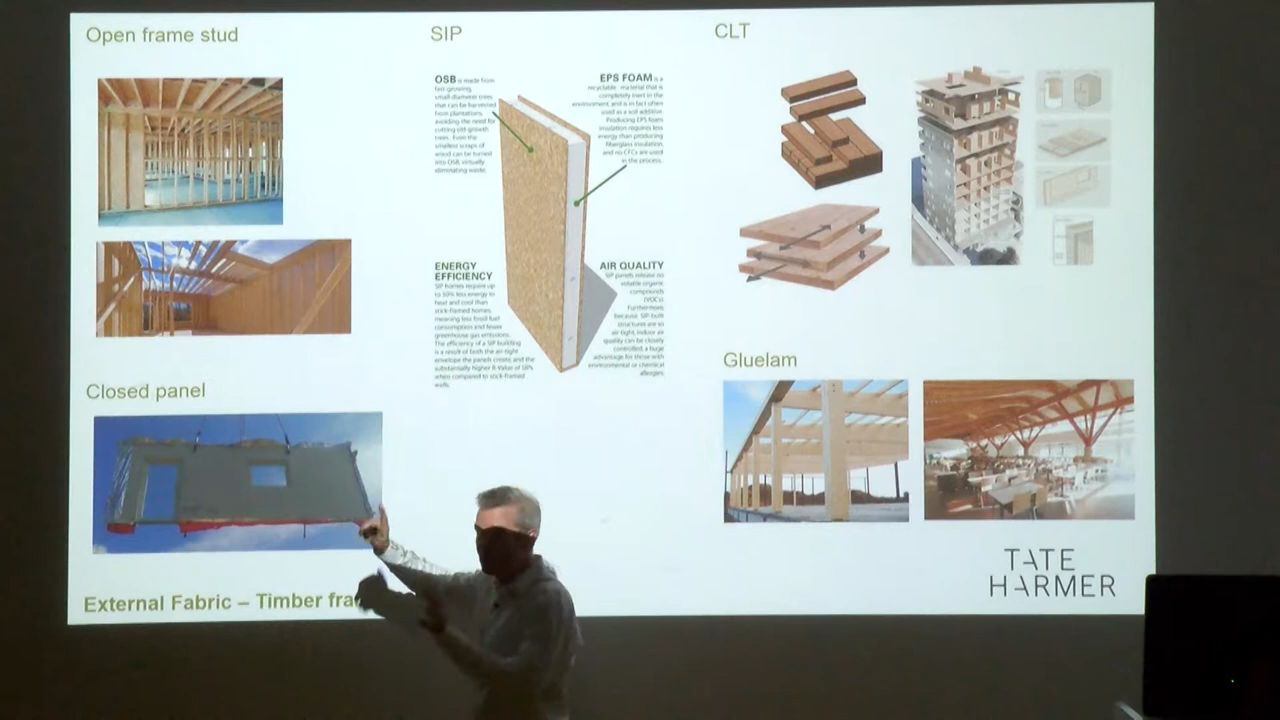 Open frame stud
SIP
CLT
OSB is made from
fast-growing,
small-diameter trees
that can be harvested
from plantations,
avoiding the need for
cutting old-growth
trees. Even the
smallest scraps of
wood can be turned
into OSB, virtually
eliminating waste.
EPS FOAM is a
recyclable material that is
completely inert in the
environment and is in fact often
used as a soil additive.
Producing EPS foam
insulation requires less
energy than producing
fiberglass insulation,
and no CFCs are used
in the process.
ENERGY
EFFICIENCY
SIP homes require up
to 50% less energy to
heat and cool than
stick-framed homes,
meaning less fossil fuel
consumption and fewer
greenhouse gas emissions.
The efficiency of a SIP building
is a result of both the air-tight
envelope the panels create and the
substantially higher R-Value of SIPs
when compared to stick-framed
walls.
AIR QUALITY
SIP panels release no
volatile organic
compounds
(VOCs).
Furthermore,
because SIP-built
structures are so
air-tight, indoor air
quality can be closely
controlled, a huge
advantage for those with
environmental or chemical
allergies.
Gluelam
Closed panel
External Fabric – Timber fra
TATE
HARMER